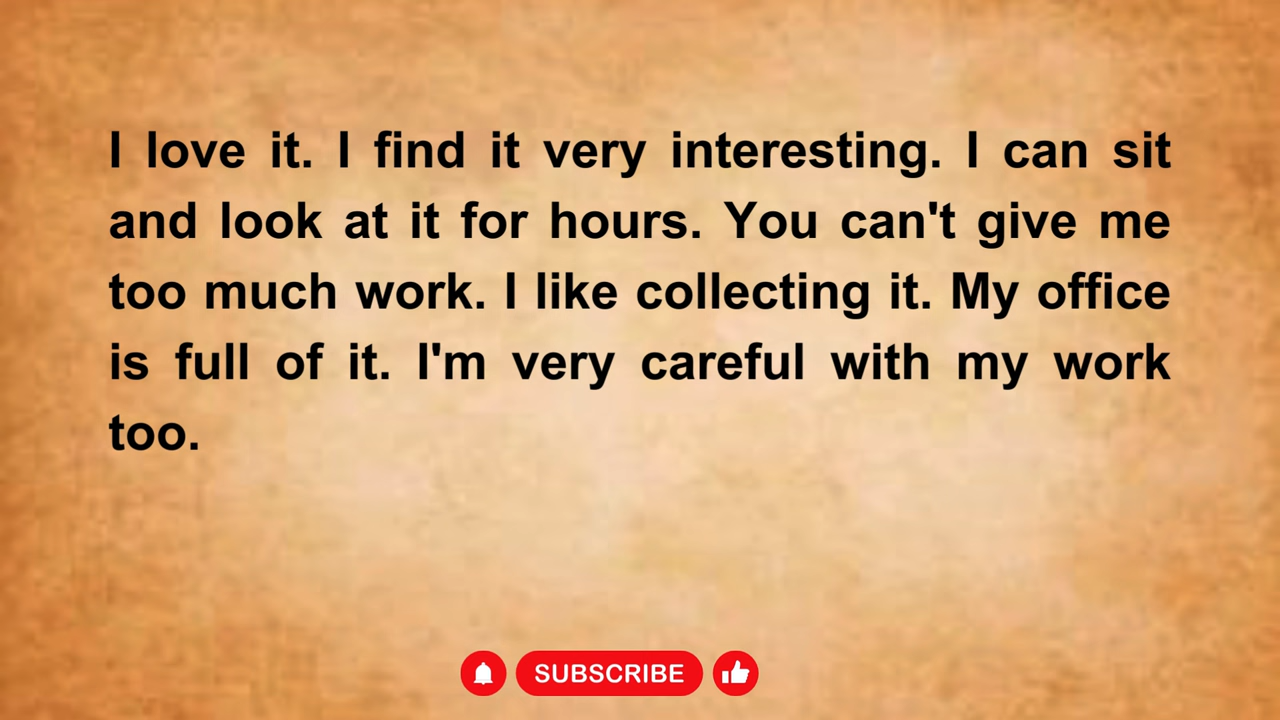 I love it. I find it very interesting. I can sit
and look at it for hours. You can't give me
too much work. I like collecting it. My office
is full of it. I'm very careful with my work
too.
SUBSCRIBE